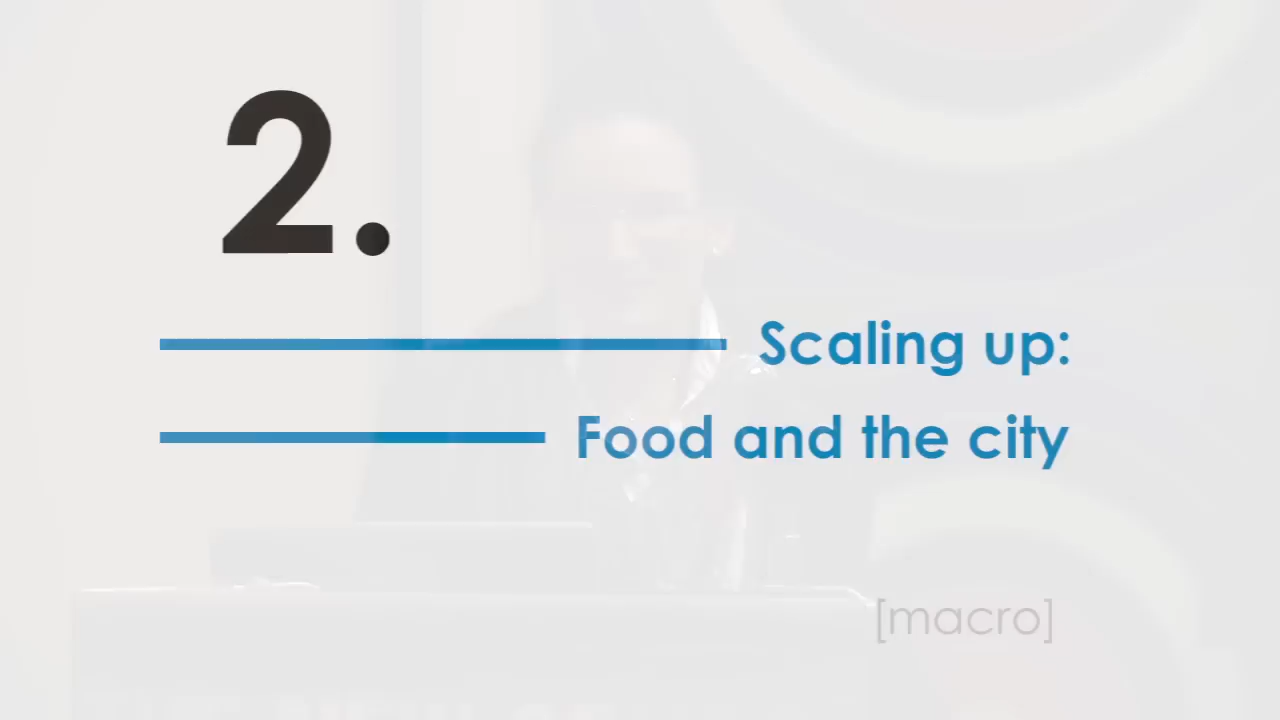 2.
Scaling up:
Food and the city
[macro]